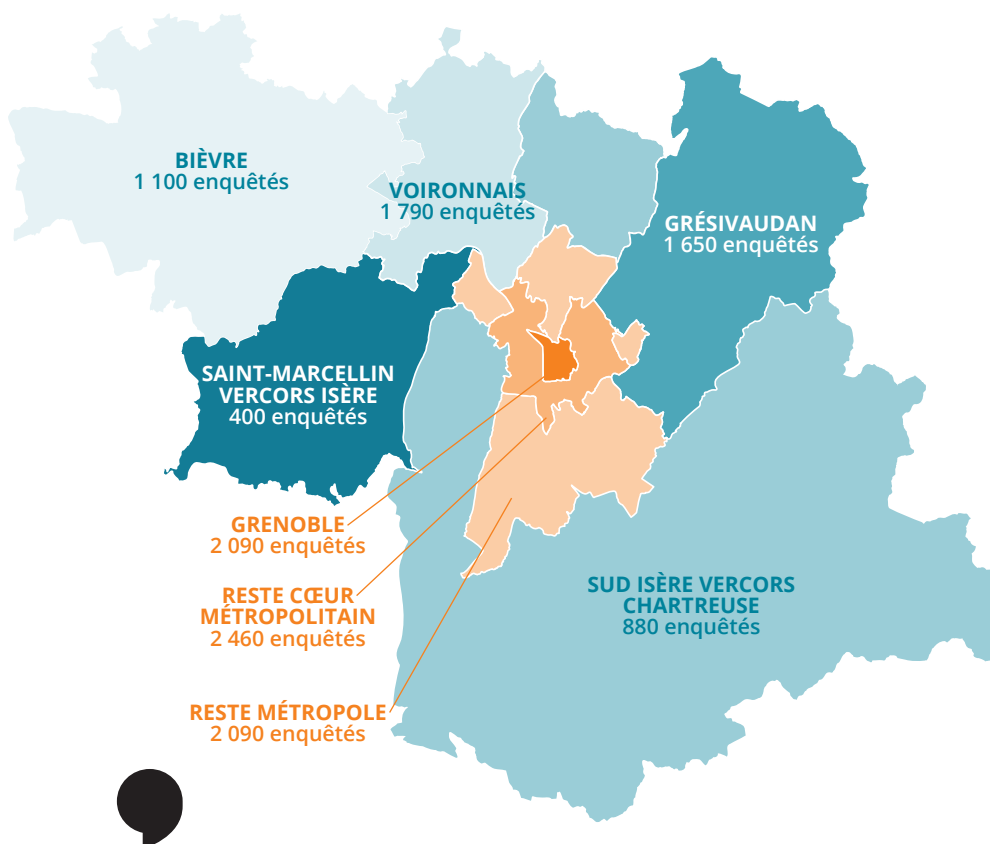 BIÈVRE
1 100 enquêtés
VOIRONNAIS
1 790 enquêtés
GRÉSIVAUDAN
1 650 enquêtés
SAINT-MARCELLIN
VERCORS ISÈRE
400 enquêtés
GRENOBLE
2 090 enquêtés
RESTE CŒUR
MÉTROPOLITAIN
2 460 enquêtés
SUD ISÈRE VERCORS
CHARTREUSE
880 enquêtés
RESTE MÉTROPOLE
2 090 enquêtés